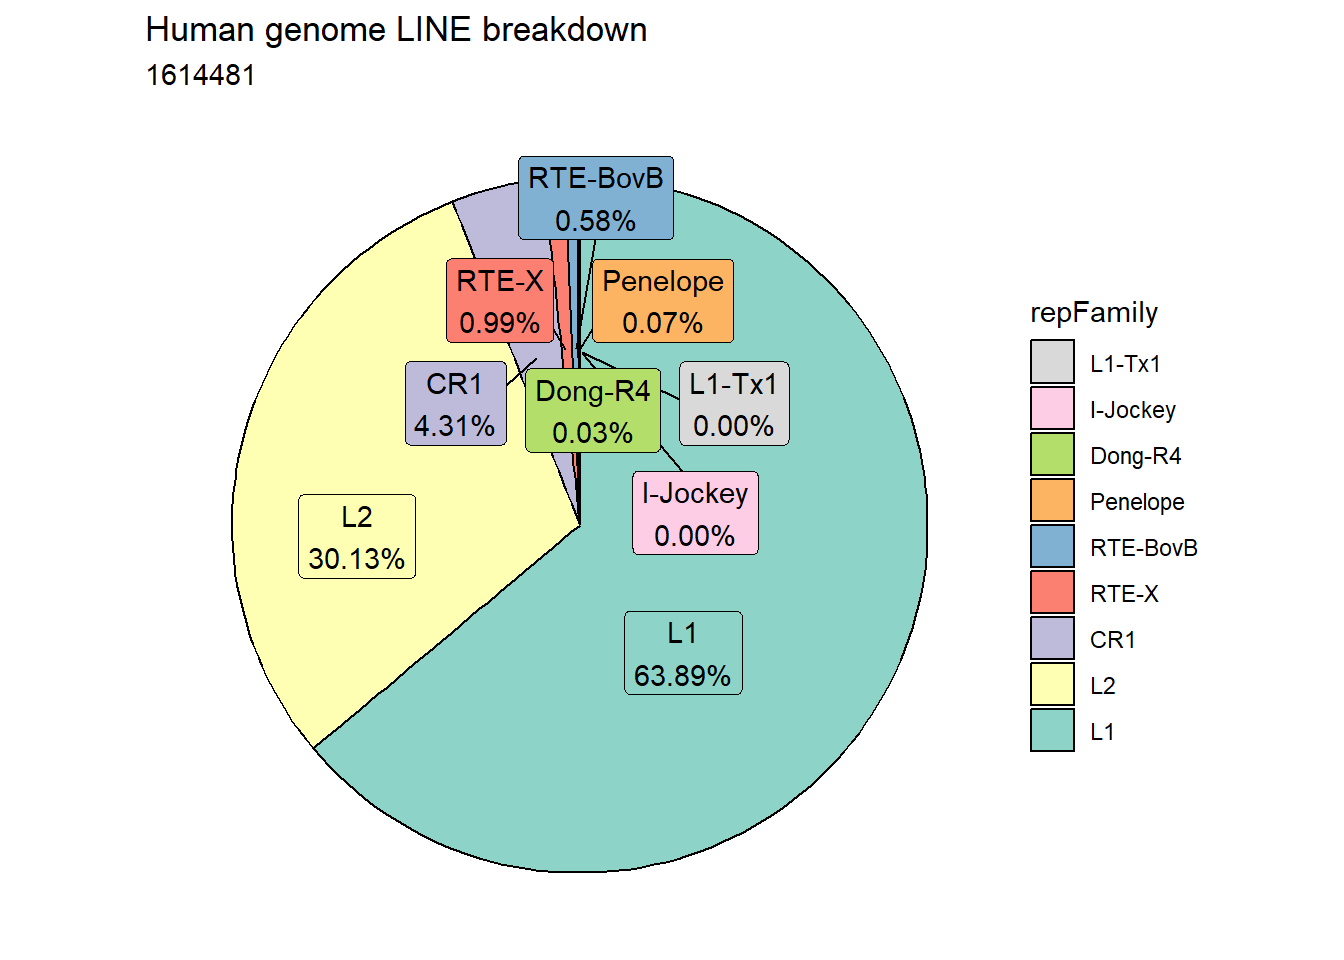 Human genome LINE breakdown
1614481
RTE-BovB
0.58%
RTE-X
0.99%
Penelope
0.07%
CR1
4.31%
Dong-R4
0.03%
L1-Tx1
0.00%
I-Jockey
0.00%
L2
30.13%
L1
63.89%
repFamily
L1-Tx1
I-Jockey
Dong-R4
Penelope
RTE-BovB
RTE-X
CR1
L2
L1